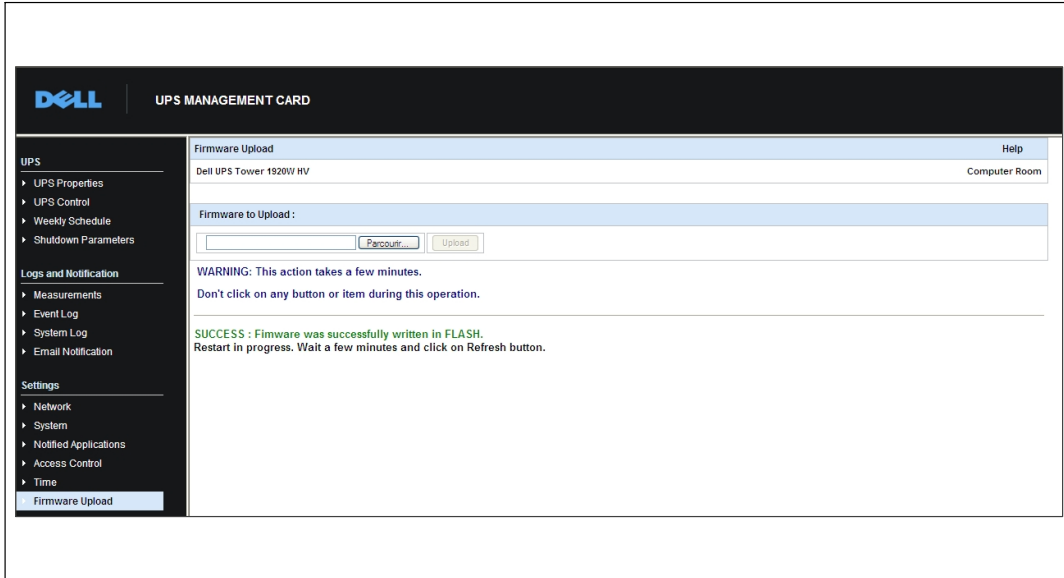 DELL
UPS MANAGEMENT CARD
UPS
UPS Properties
UPS Control
Weekly Schedule
Shutdown Parameters
Logs and Notification
Measurements
Event Log
System Log
Email Notification
Settings
Network
System
Notified Applications
Access Control
Time
Firmware Upload
Firmware Upload Help
Dell UPS Tower 1920W HV Computer Room
Firmware to Upload :
Parcourir... Upload
WARNING: This action takes a few minutes.
Don't click on any button or item during this operation.
SUCCESS : Fimware was successfully written in FLASH.
Restart in progress. Wait a few minutes and click on Refresh button.